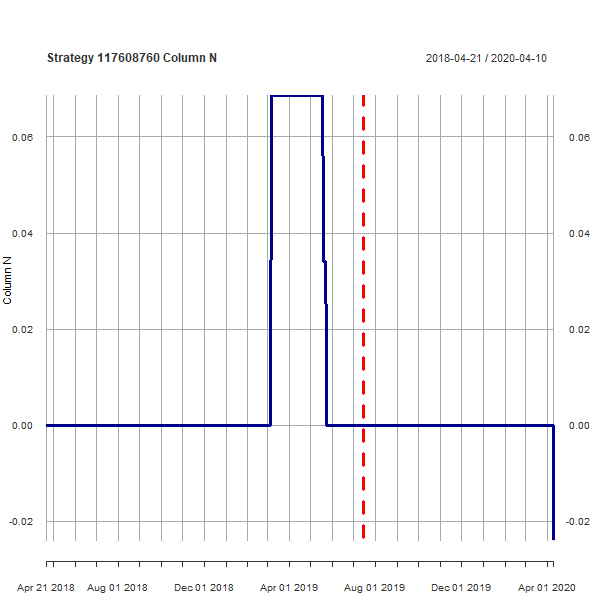 Strategy 117608760 Column N
2018-04-21 / 2020-04-10
0.06
0.06
0.04
0.04
Column N
0.02
0.02
0.00
0.00
-0.02
-0.02
Apr 21 2018
Aug 01 2018
Dec 01 2018
Apr 01 2019
Aug 01 2019
Dec 01 2019
Apr 01 2020